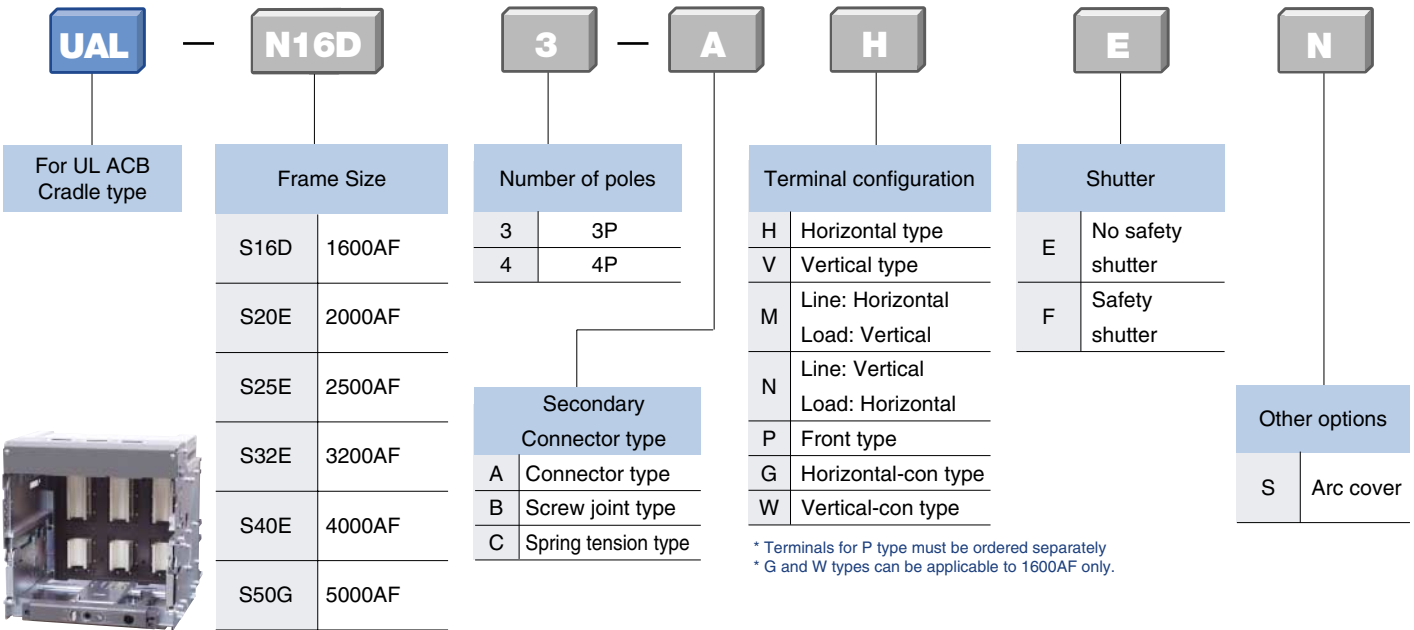 UAL — N16D 3 — A H E N
For UL ACB
Cradle type
Frame Size
S16D 1600AF
S20E 2000AF
S25E 2500AF
S32E 3200AF
S40E 4000AF
S50G 5000AF
Number of poles
3 3P
4 4P
Secondary
Connector type
A Connector type
B Screw joint type
C Spring tension type
Terminal configuration
H Horizontal type
V Vertical type
M Line: Horizontal
Load: Vertical
N Line: Vertical
Load: Horizontal
P Front type
G Horizontal-con type
W Vertical-con type
* Terminals for P type must be ordered separately
* G and W types can be applicable to 1600AF only.
Shutter
E No safety
shutter
F Safety
shutter
Other options
S Arc cover